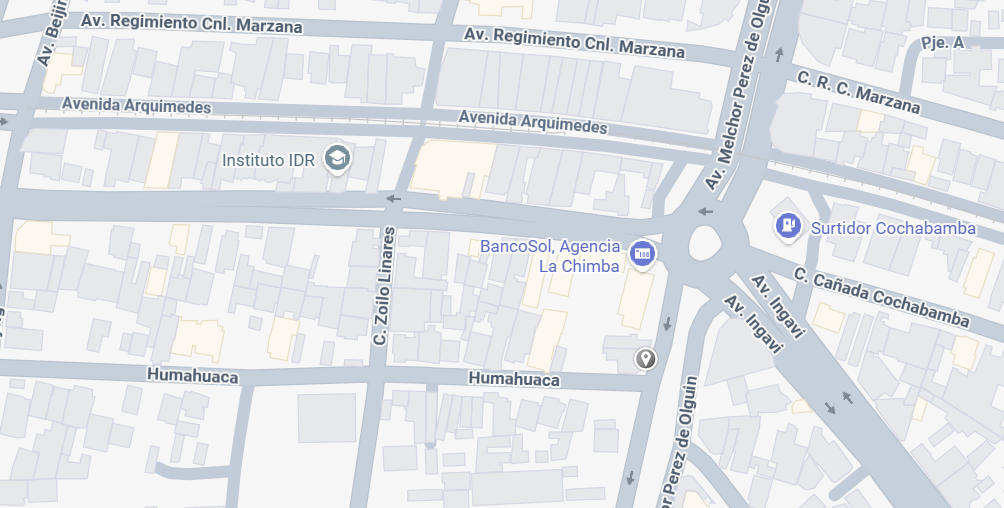 Av. Regimiento Cnl. Marzana
Av. Regimiento Cnl. Marzana
Pje. A
C. R. C. Marzana
Avenida Arquimedes
Avenida Arquimedes
Instituto IDR
Av. Melchor Perez de Olguín
Surtidor Cochabamba
BancoSol, Agencia
La Chimba
C. Zoilo Linares
C. Cañada Cochabamba
Av. Ingavi
Av. Ingavi
Humahuaca
Humahuaca
Perez de Olguín